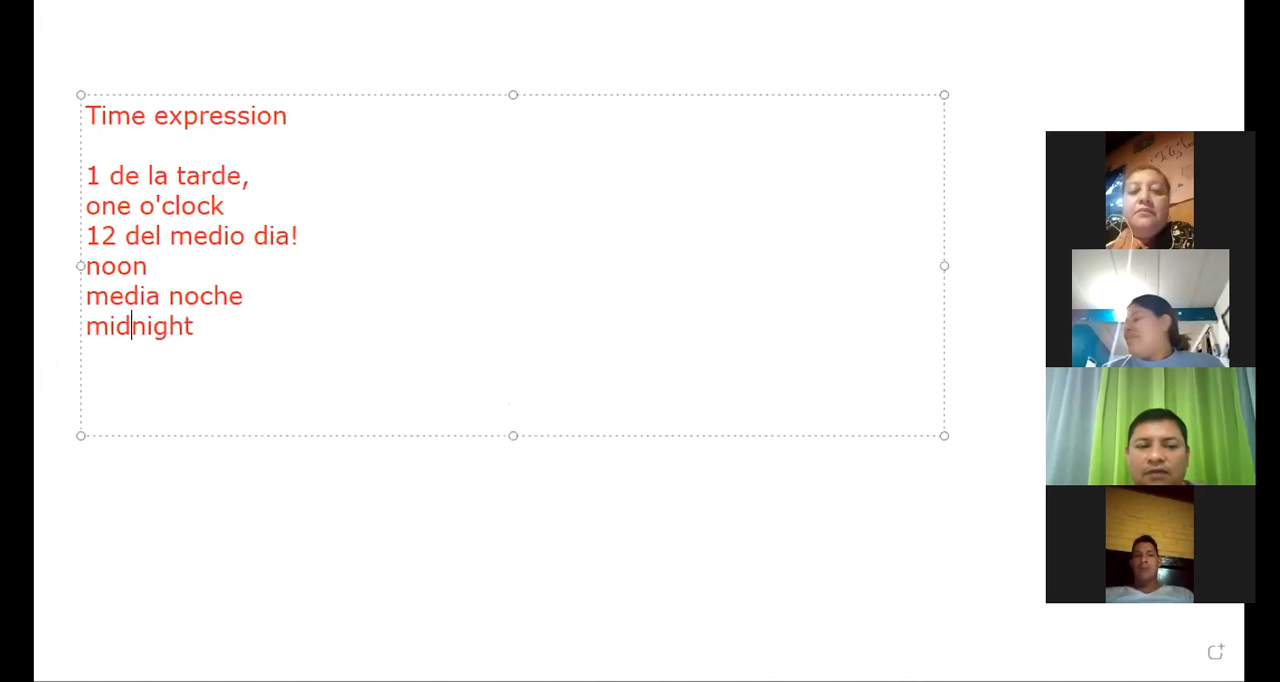 Time expression
1 de la tarde,
one o'clock
12 del medio dia!
noon
media noche
midnight